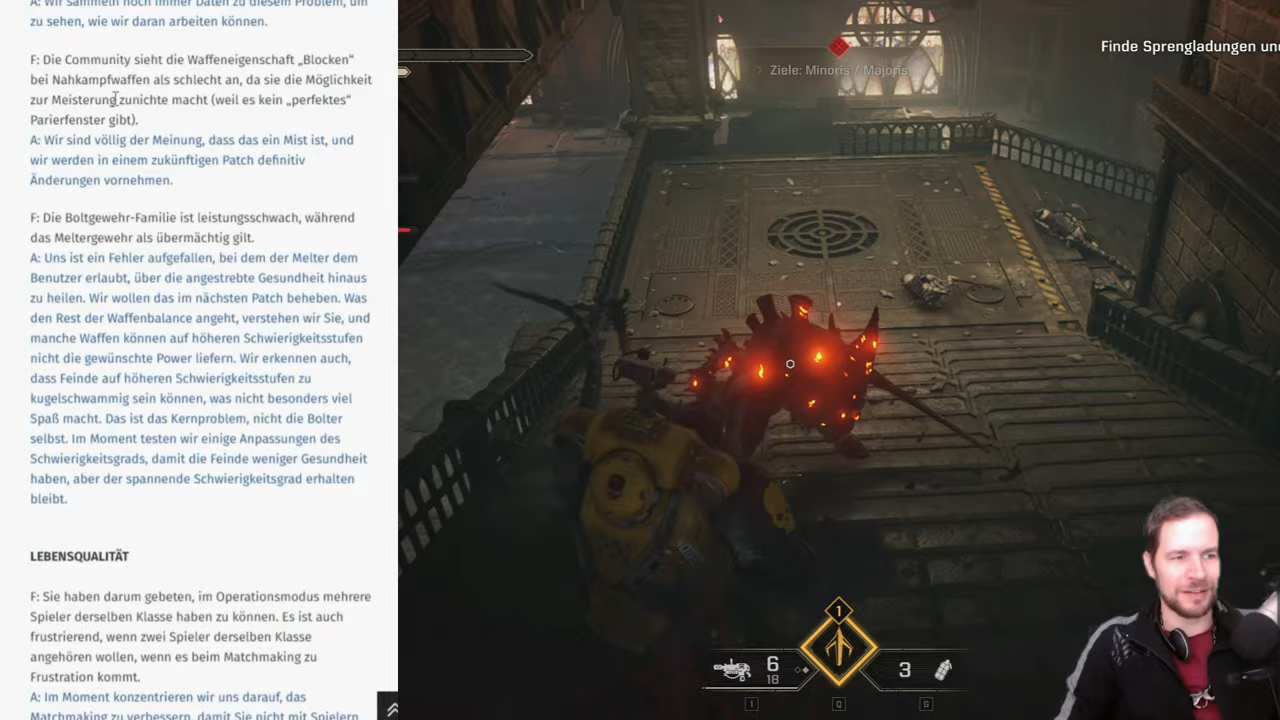 A: Wir sammeln noch immer Daten zu diesem Problem, um
zu sehen, wie wir daran arbeiten können.
F: Die Community sieht die Waffeneigenschaft „Blocken“
bei Nahkampfwaffen als schlecht an, da sie die Möglichkeit
zur Meisterung zunichte macht (weil es kein „perfektes“
Parierfenster gibt).
A: Wir sind völlig der Meinung, dass das ein Mist ist, und
wir werden in einem zukünftigen Patch definitiv
Änderungen vornehmen.
F: Die Boltgewehr-Familie ist leistungsschwach, während
das Meltergewehr als übermächtig gilt.
A: Uns ist ein Fehler aufgefallen, bei dem der Melter dem
Benutzer erlaubt, über die angestrebte Gesundheit hinaus
zu heilen. Wir wollen das im nächsten Patch beheben. Was
den Rest der Waffenbalance angeht, verstehen wir Sie, und
manche Waffen können auf höheren Schwierigkeitsstufen
nicht die gewünschte Power liefern. Wir erkennen auch,
dass Feinde auf höheren Schwierigkeitsstufen zu
kugelschwammig sein können, was nicht besonders viel
Spaß macht. Das ist das Kernproblem, nicht die Bolter
selbst. Im Moment testen wir einige Anpassungen des
Schwierigkeitsgrads, damit die Feinde weniger Gesundheit
haben, aber der spannende Schwierigkeitsgrad erhalten
bleibt.
LEBENSQUALITÄT
F: Sie haben darum gebeten, im Operationsmodus mehrere
Spieler derselben Klasse haben zu können. Es ist auch
frustrierend, wenn zwei Spieler derselben Klasse
angehören wollen, wenn es beim Matchmaking zu
Frustration kommt.
A: Im Moment konzentrieren wir uns darauf, das
Matchmaking zu verbessern, damit Sie nicht mit Spielern
Finde Sprengladungen un
Ziele: Minoris / Majoris
1
6
18
3
1
Q
G